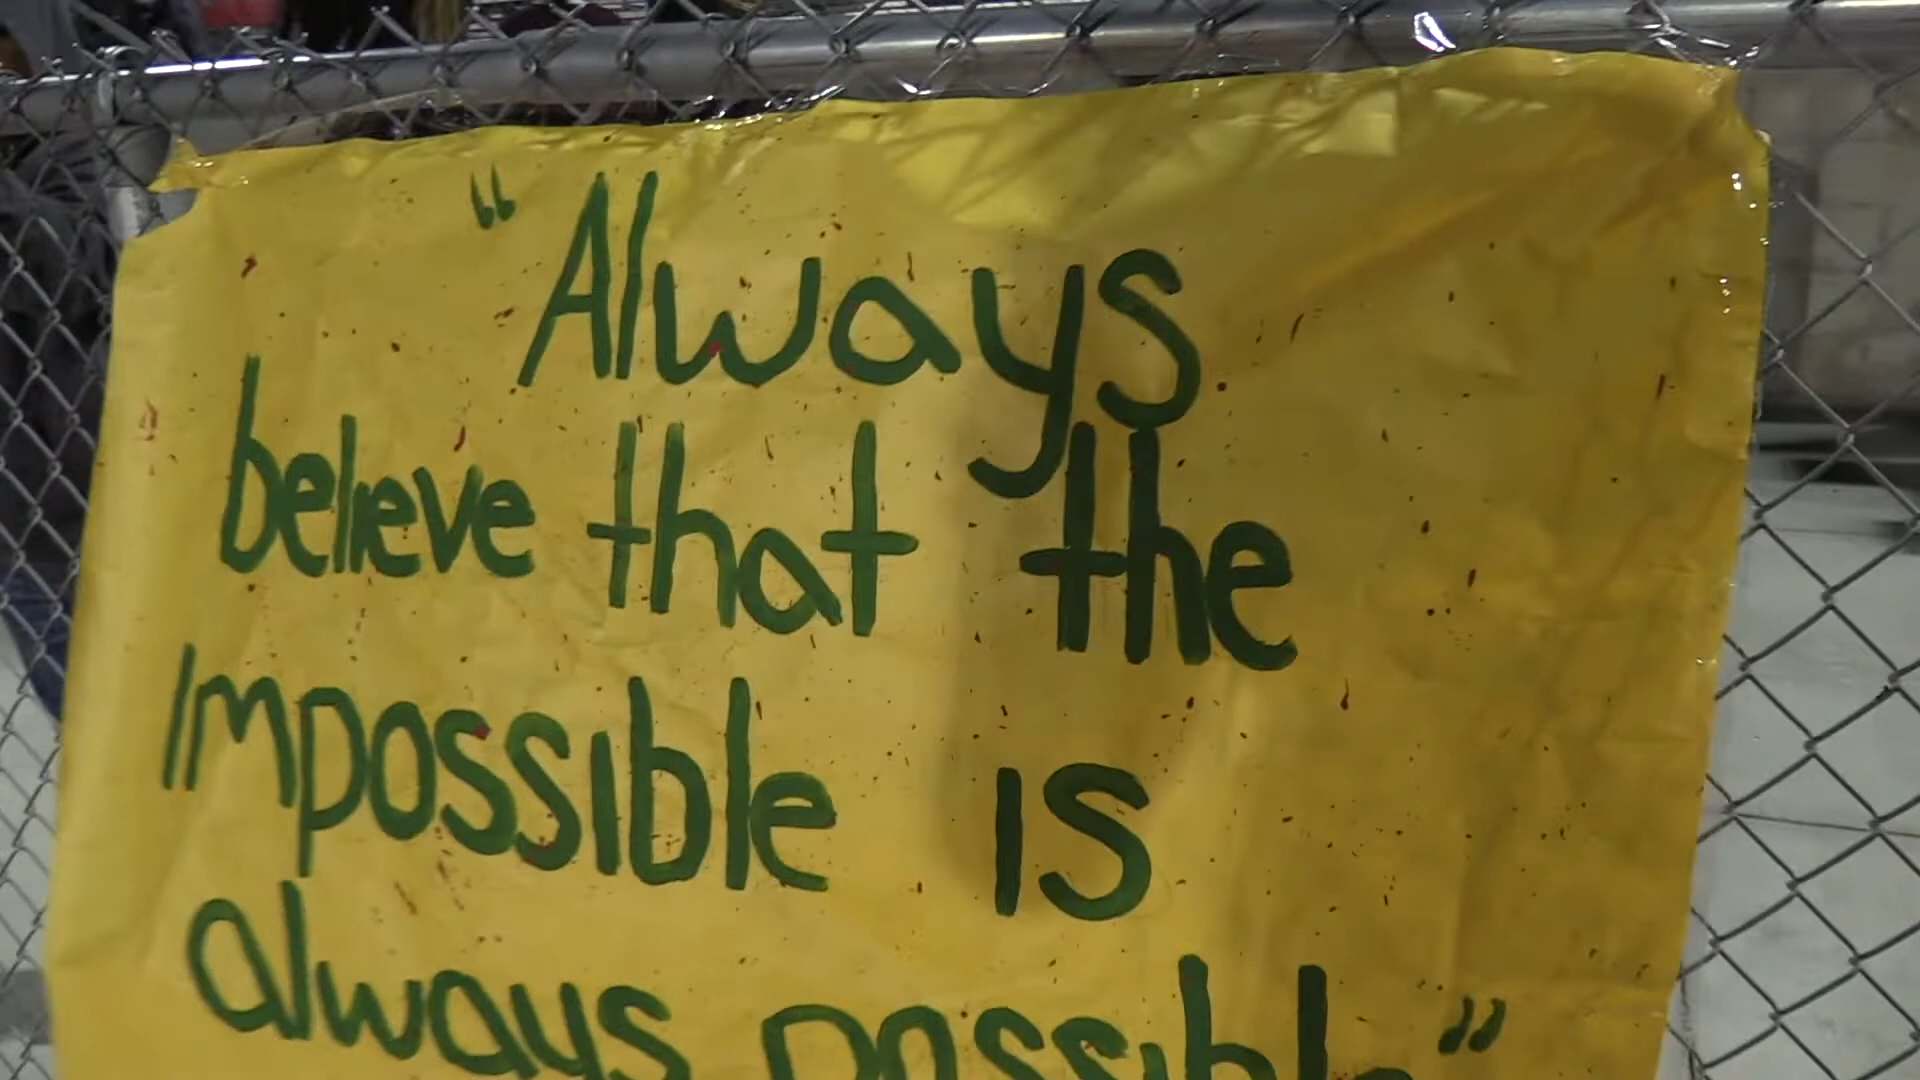 "Always
believe that the
impossible is
always possible"